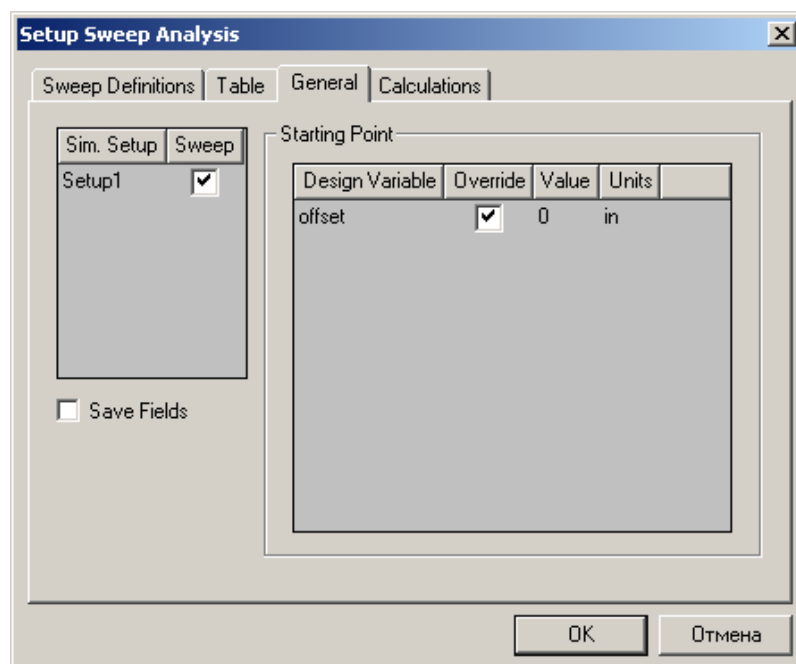 Setup Sweep Analysis
Sweep Definitions Table General Calculations
Sim. Setup Sweep
Setup1
Save Fields
Starting Point
Design Variable Override Value Units
offset 0 in
OK Отмена